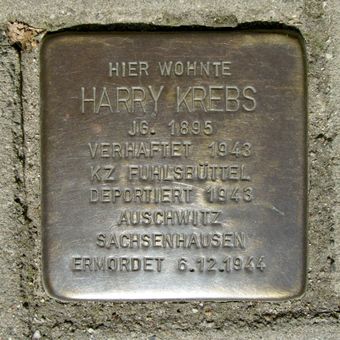 HIER WOHNTE
HARRY KREBS
JG. 1895
VERHAFTET 1943
KZ FUHLSBÜTTEL
DEPORTIERT 1943
AUSCHWITZ
SACHSENHAUSEN
ERMORDET 6.12.1944